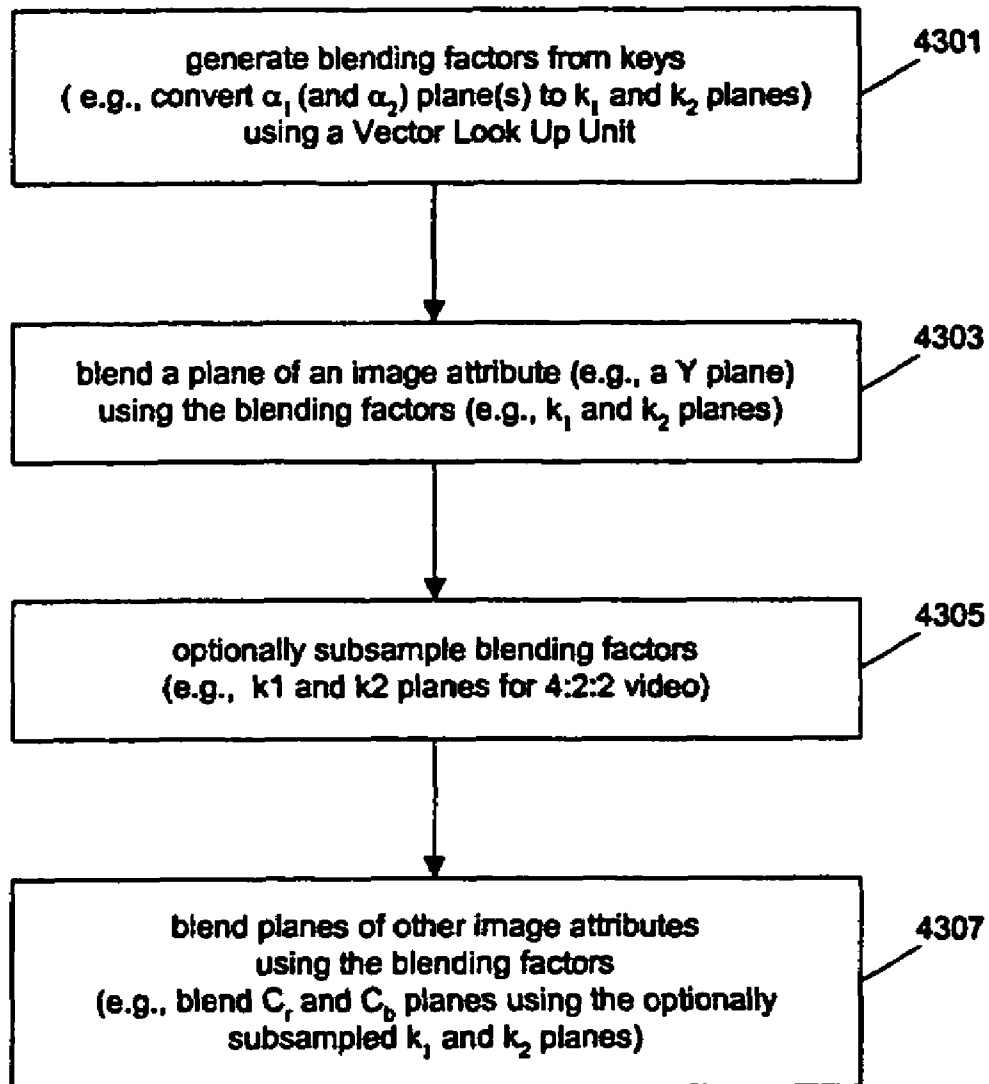 generate blending factors from keys
( e.g., convert α₁ (and α₂) plane(s) to k₁ and k₂ planes)
using a Vector Look Up Unit
4301
blend a plane of an image attribute (e.g., a Y plane)
using the blending factors (e.g., k₁ and k₂ planes)
4303
optionally subsample blending factors
(e.g., k1 and k2 planes for 4:2:2 video)
4305
blend planes of other image attributes
using the blending factors
(e.g., blend Cᵣ and C_b planes using the optionally
subsampled k₁ and k₂ planes)
4307